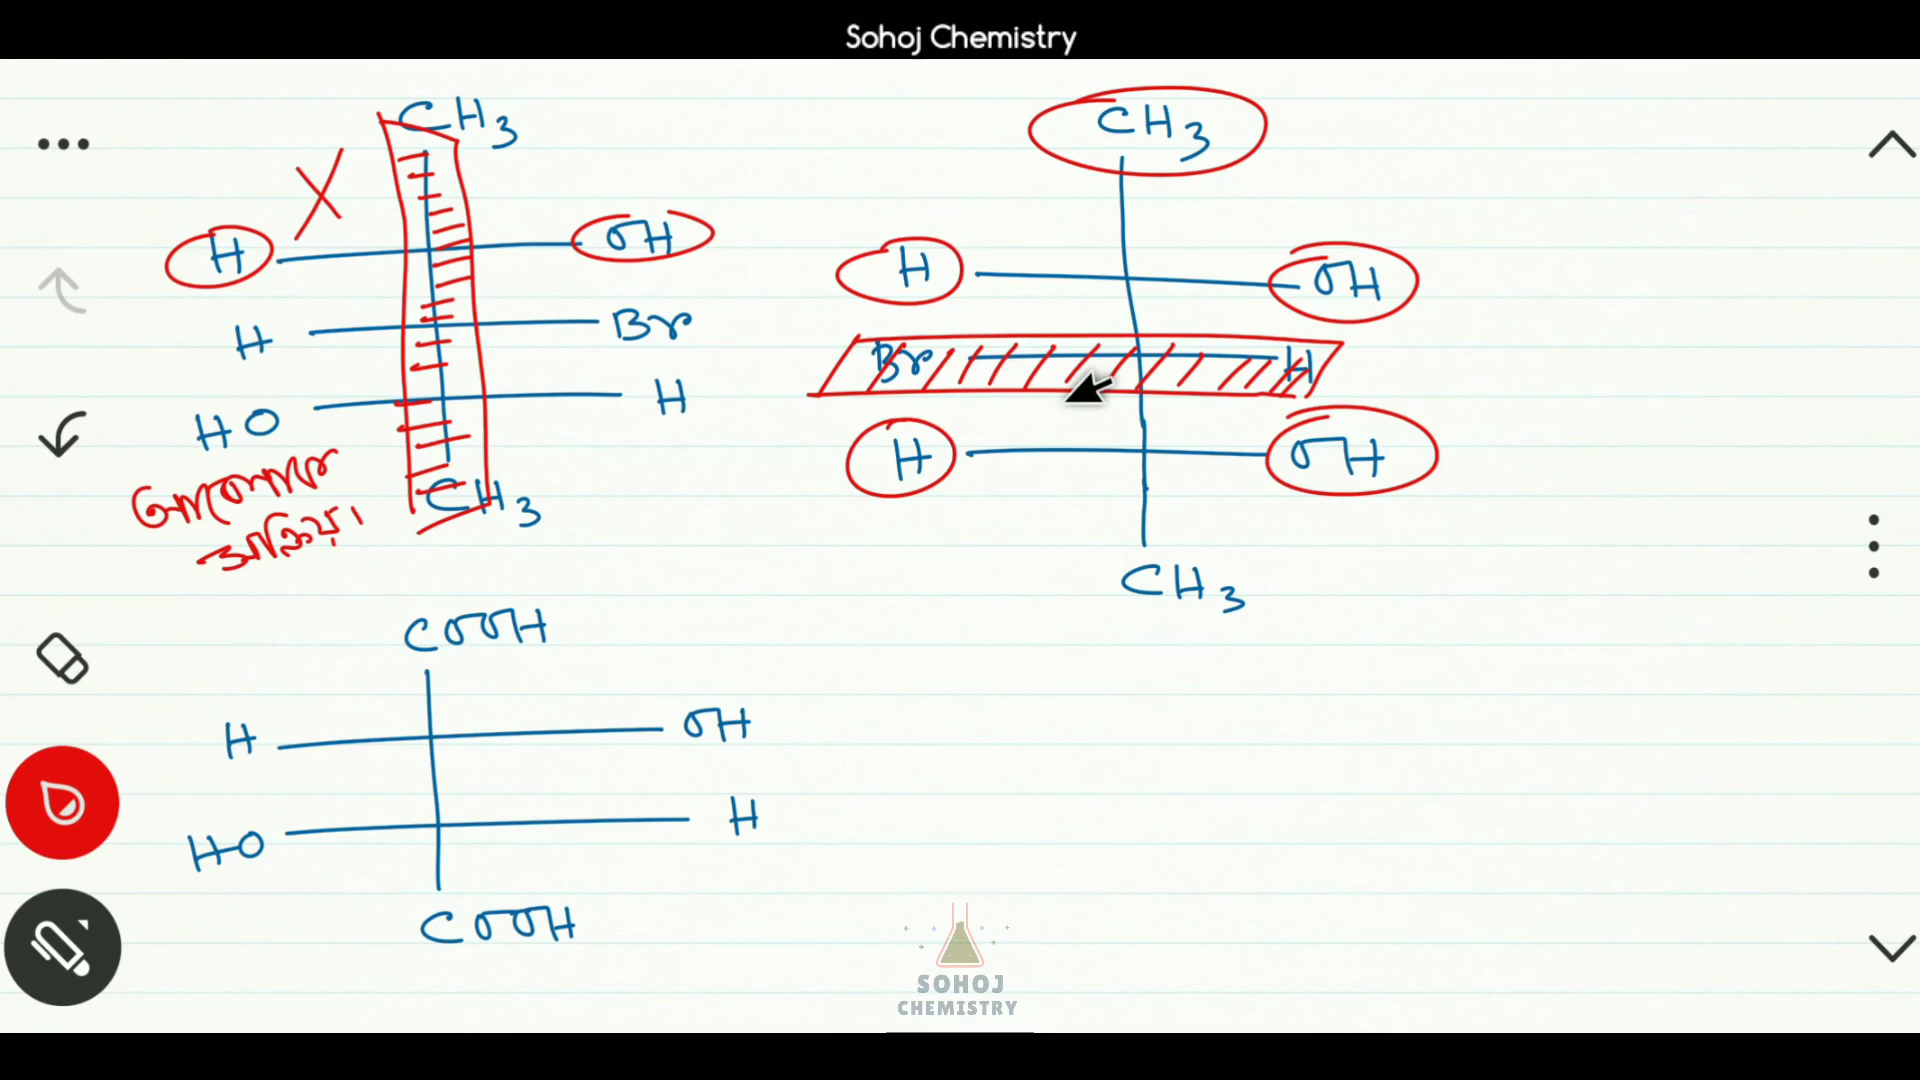 Sohoj Chemistry
CH3
H OH
H Br
HO H
CH3
CH3
H OH
Br H
H OH
CH3
COOH
H OH
HO H
COOH
SOHOJ
CHEMISTRY